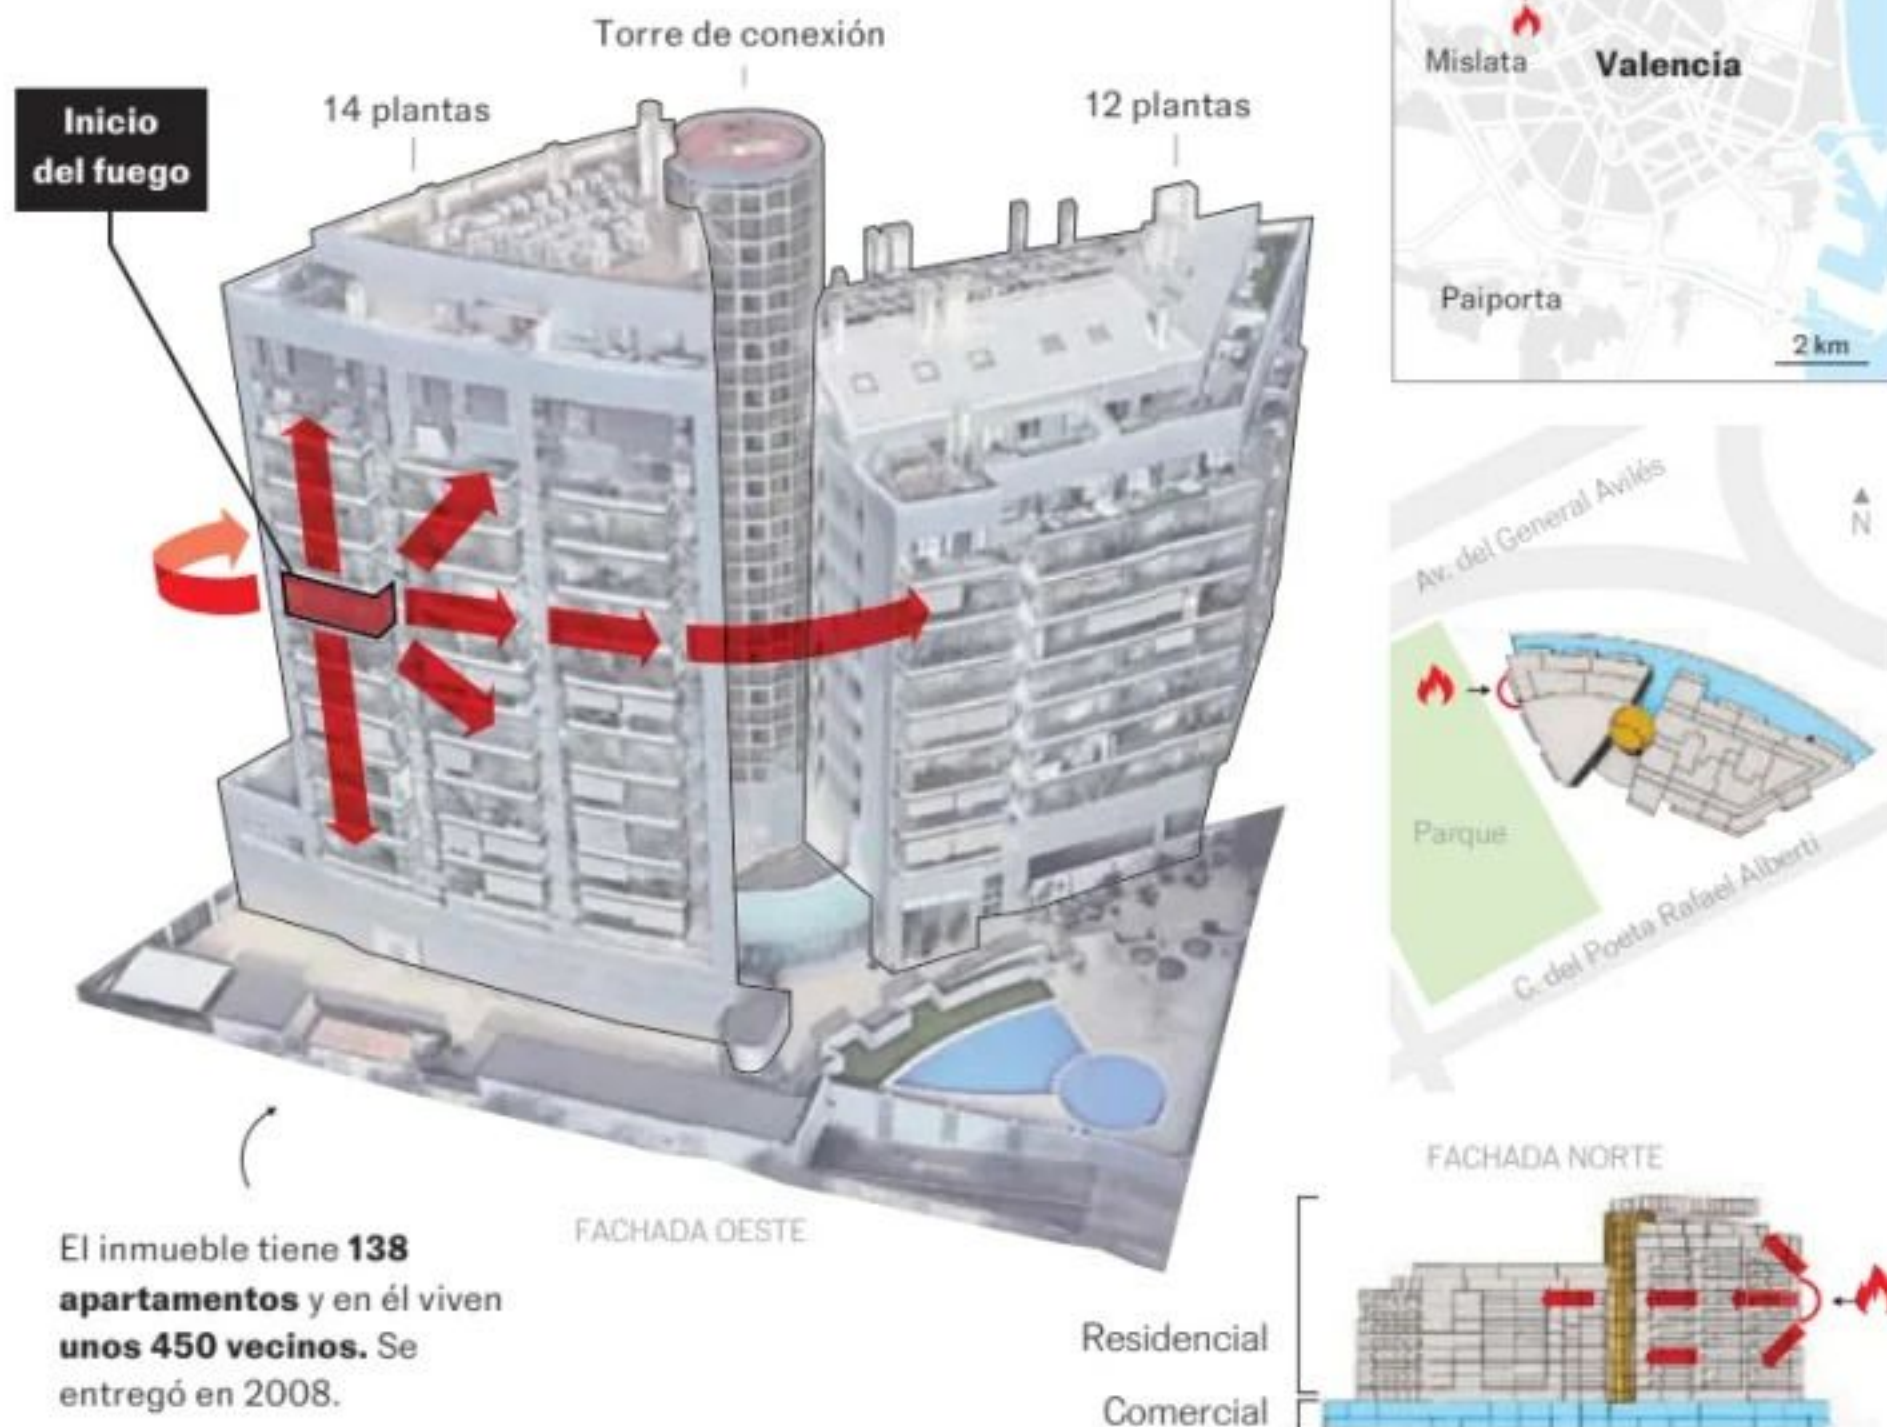 Torre de conexión
14 plantas
12 plantas
Inicio
del fuego
Mislata
Valencia
Paiporta
2 km
Av. del General Avilés
N
Parque
C. del Poeta Rafael Alberti
FACHADA OESTE
El inmueble tiene 138
apartamentos y en él viven
unos 450 vecinos. Se
entregó en 2008.
FACHADA NORTE
Residencial
Comercial